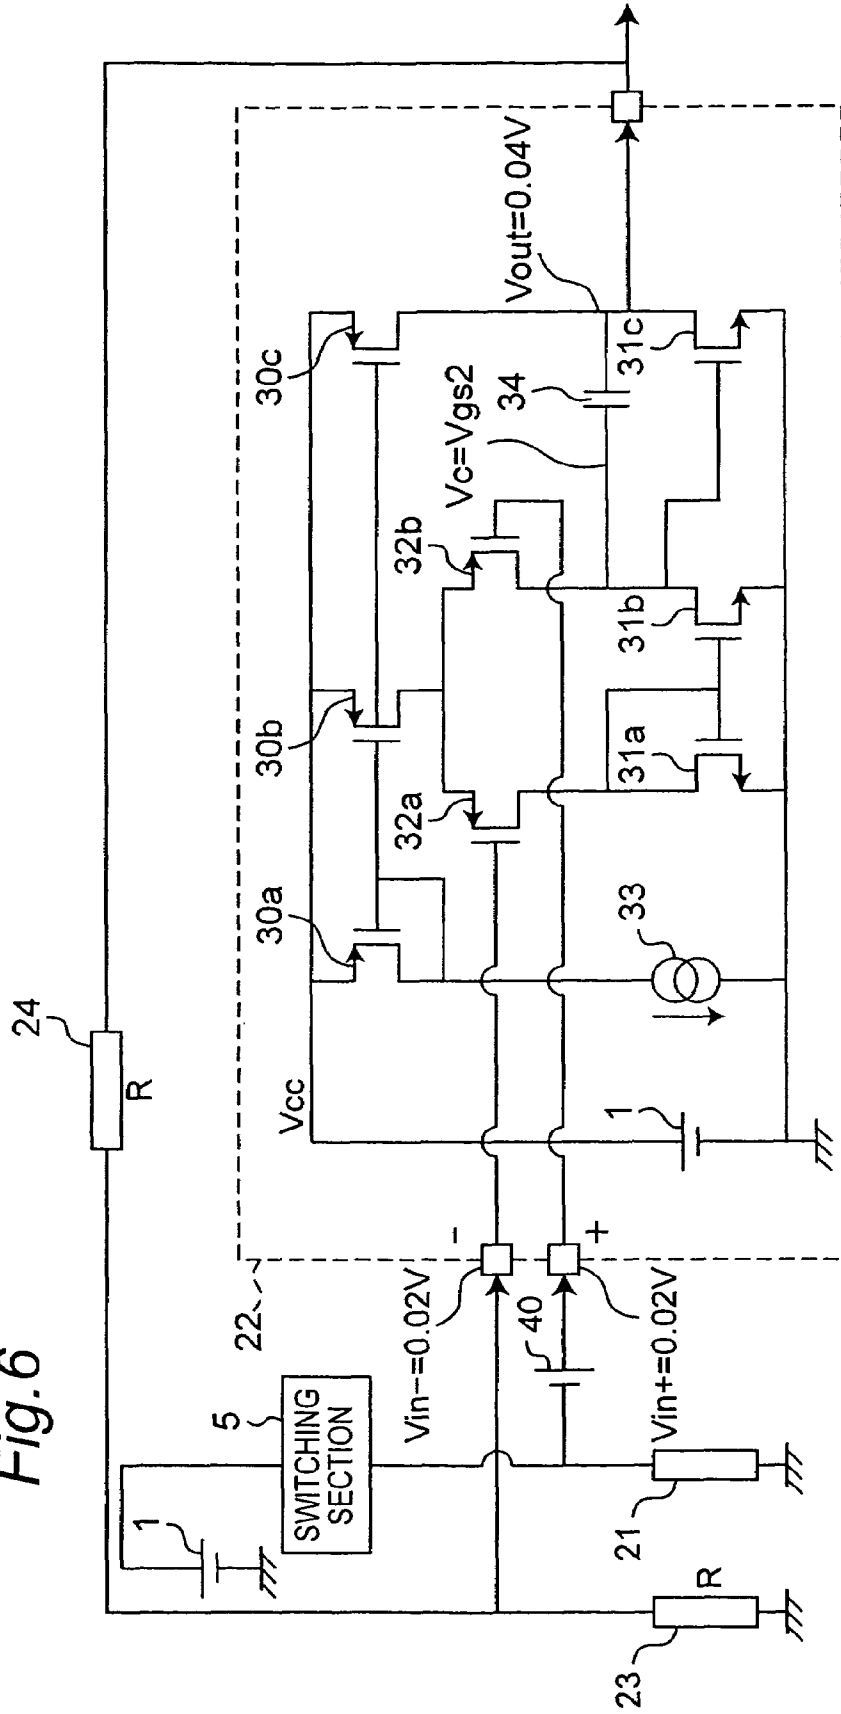 Fig.6
24
R
22
Vcc
30a
30b
30c
32a
32b
Vc=Vgs2
34
Vout=0.04V
31a
31b
31c
33
1
-
+
Vin-=0.02V
Vin+=0.02V
40
5
SWITCHING
SECTION
1
21
23
R